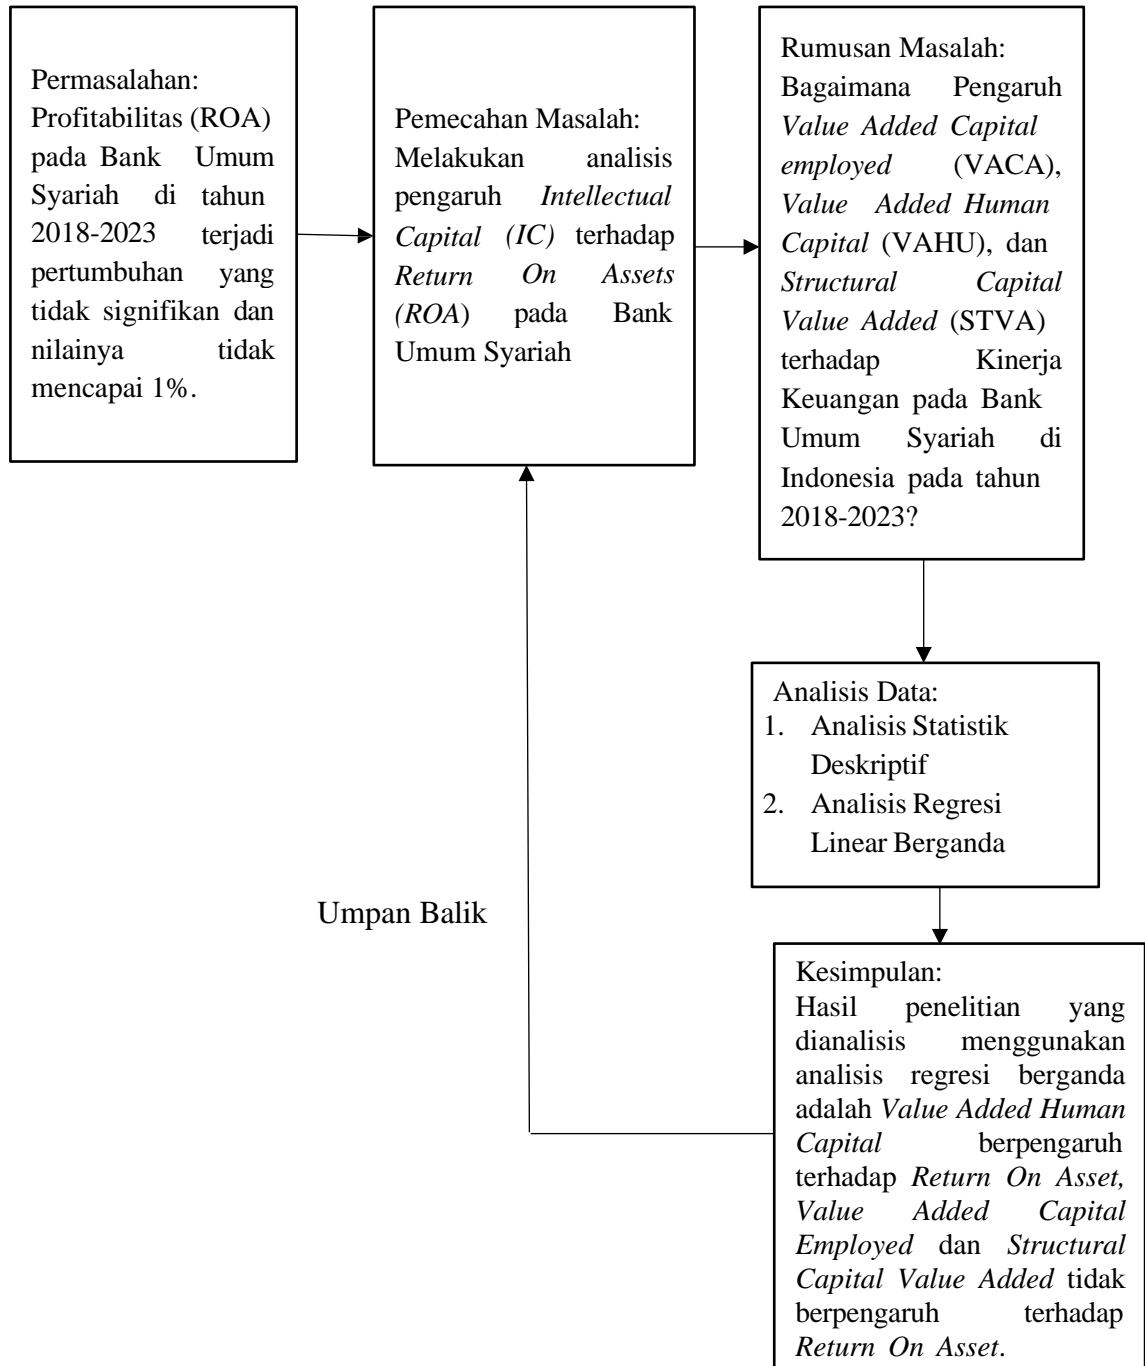 Permasalahan:
Profitabilitas (ROA)
pada Bank Umum
Syariah di tahun
2018-2023 terjadi
pertumbuhan yang
tidak signifikan dan
nilainya tidak
mencapai 1%.
Pemecahan Masalah:
Melakukan analisis
pengaruh Intellectual
Capital (IC) terhadap
Return On Assets
(ROA) pada Bank
Umum Syariah
Rumusan Masalah:
Bagaimana Pengaruh
Value Added Capital
employed (VACA),
Value Added Human
Capital (VAHU), dan
Structural Capital
Value Added (STVA)
terhadap Kinerja
Keuangan pada Bank
Umum Syariah di
Indonesia pada tahun
2018-2023?
Analisis Data:
1. Analisis Statistik
Deskriptif
2. Analisis Regresi
Linear Berganda
Umpan Balik
Kesimpulan:
Hasil penelitian yang
dianalisis menggunakan
analisis regresi berganda
adalah Value Added Human
Capital berpengaruh
terhadap Return On Asset,
Value Added Capital
Employed dan Structural
Capital Value Added tidak
berpengaruh terhadap
Return On Asset.